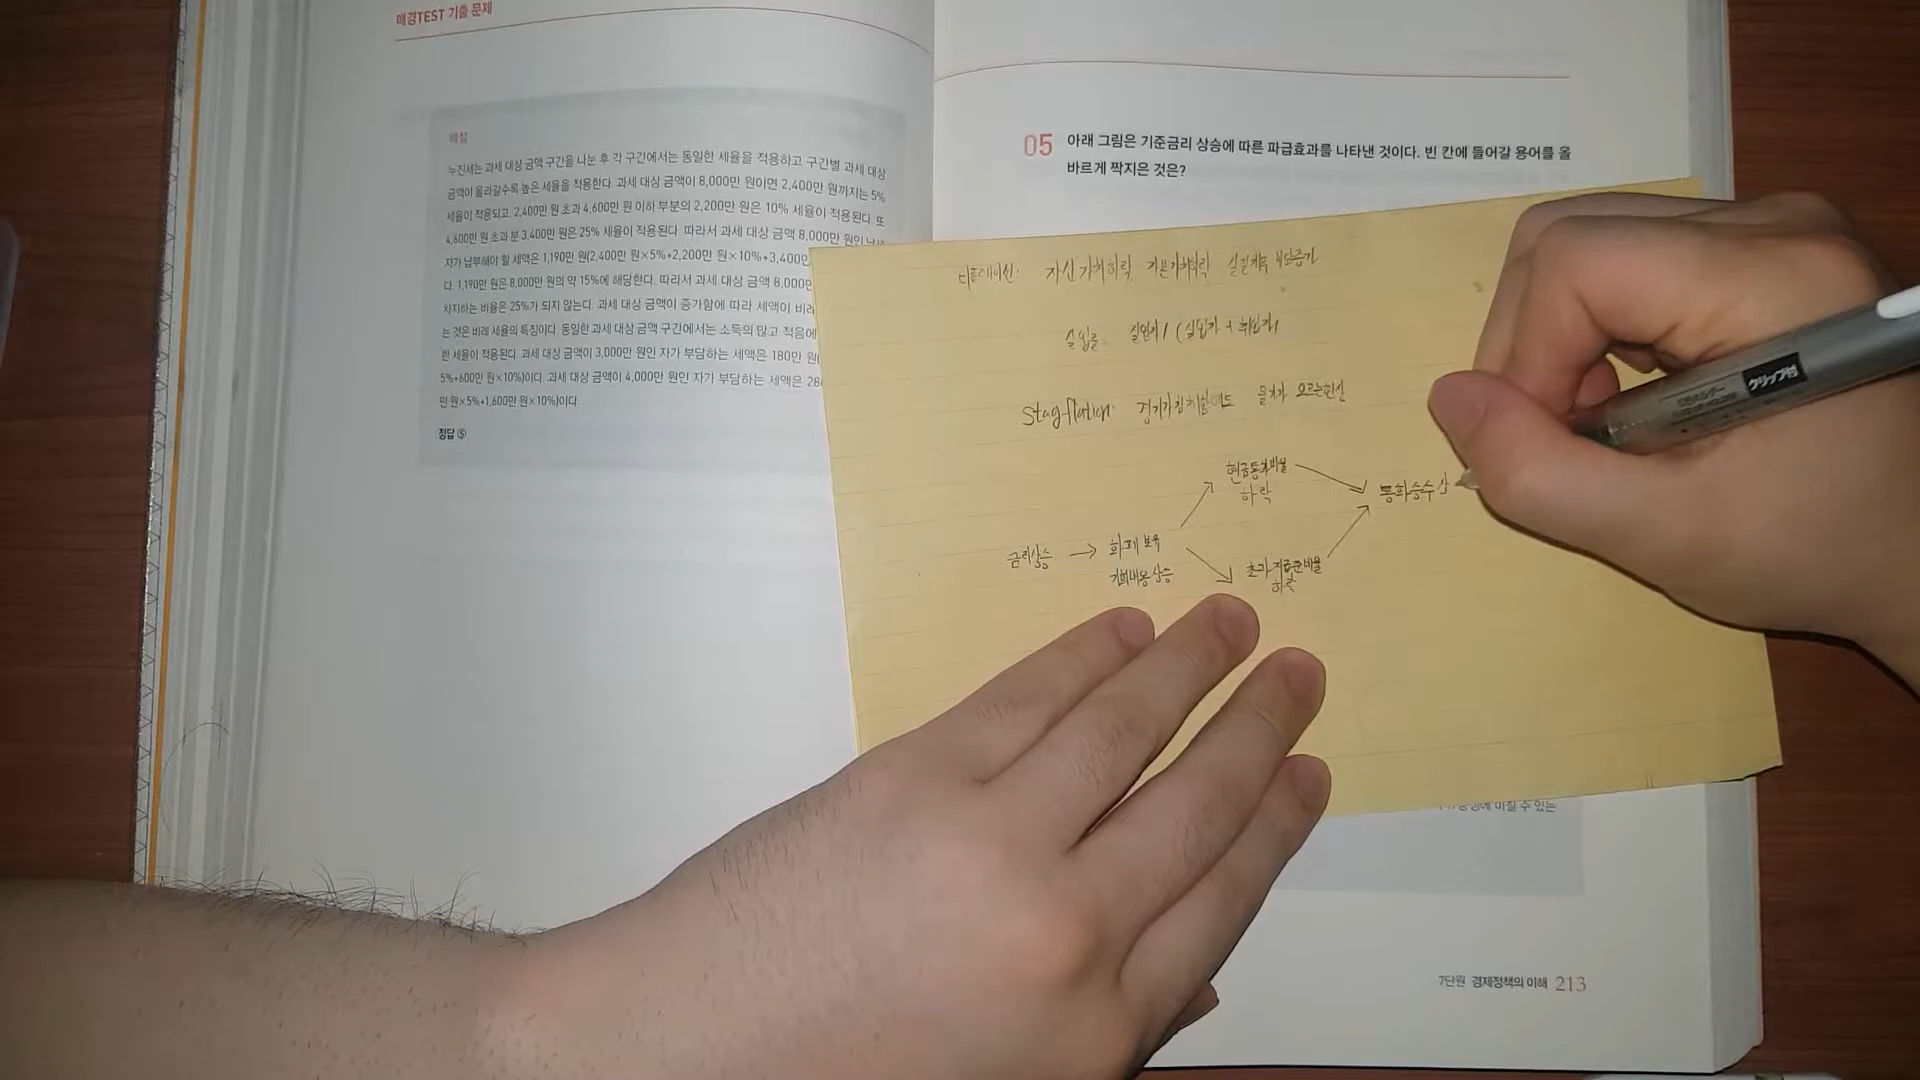 매경TEST 기출 문제
해설
누진세는 과세 대상 금액 구간을 나눈 후 각 구간에서는 동일한 세율을 적용하고 구간별 과세 대상
금액이 올라갈수록 높은 세율을 적용한다. 과세 대상 금액이 8,000만 원이면 2,400만 원까지는 5%
세율이 적용되고, 2,400만 원 초과 4,600만 원 이하 부분의 2,200만 원은 10% 세율이 적용된다. 또
4,600만 원 초과 분 3,400만 원은 25% 세율이 적용된다. 따라서 과세 대상 금액 8,000만 원인
자가 납부해야 할 세액은 1,190만 원(2,400만 원×5%+2,200만 원×10%+3,400만
다. 1,190만 원은 8,000만 원의 약 15%에 해당한다. 따라서 과세 대상 금액 8,000만
차지하는 비율은 25%가 되지 않는다. 과세 대상 금액이 증가함에 따라 세액이 비례
는 것은 비례 세율의 특징이다. 동일한 과세 대상 금액 구간에서는 소득의 많고 적음에
한 세율이 적용된다. 과세 대상 금액이 3,000만 원인 자가 부담하는 세액은 180만 원(
5%+600만 원×10%)이다. 과세 대상 금액이 4,000만 원인 자가 부담하는 세액은 28
만 원×5%+1,600만 원×10%)이다.
정답 ⑤
05 아래 그림은 기준금리 상승에 따른 파급효과를 나타낸 것이다. 빈 칸에 들어갈 용어를 올
바르게 짝지은 것은?
디플레이션: 자산가치하락 자본가치하락 실질채무 부담증가
실업률: 실업자/(실업자+취업자)
Stagflation: 경기가침체함에도 물가가 오르는현상
현금통화비율
하락
통화승수 상
금리상승 → 화폐보유
기회비용상승
초과지급준비율
하락
미칠 수 있는
7단원 경제정책의 이해 213